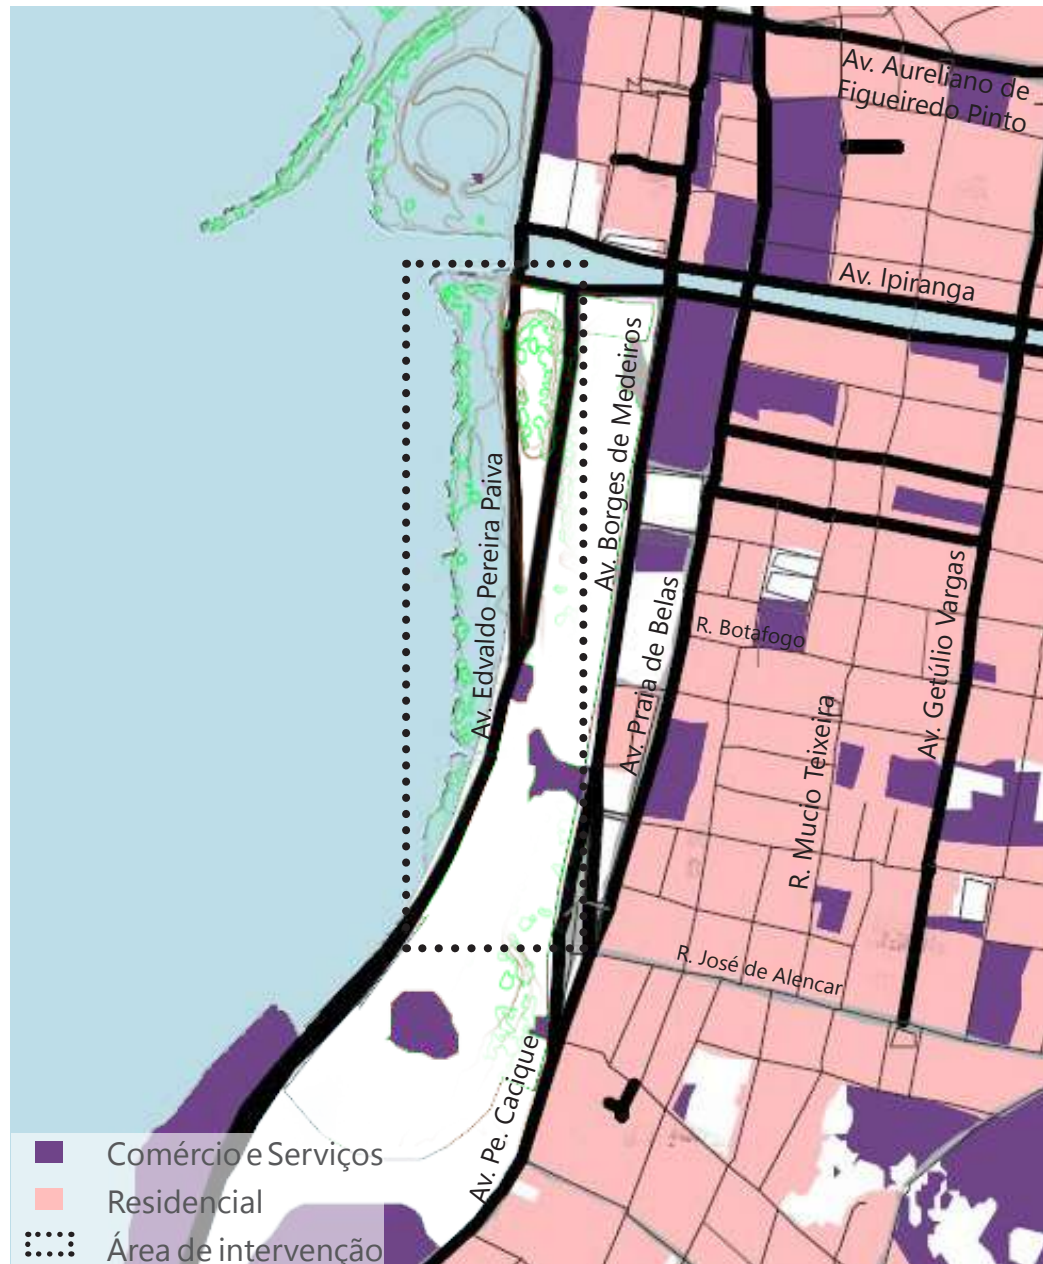 Av. Aureliano de
Figueiredo Pinto
Av. Ipiranga
Av. Borges de Medeiros
Av. Edvaldo Pereira Paiva
Av. Praia de Belas
R. Botafogo
Av. Getúlio Vargas
R. Mucio Teixeira
R. José de Alencar
Av. Pe. Cacique
Comércio e Serviços
Residencial
Área de intervenção